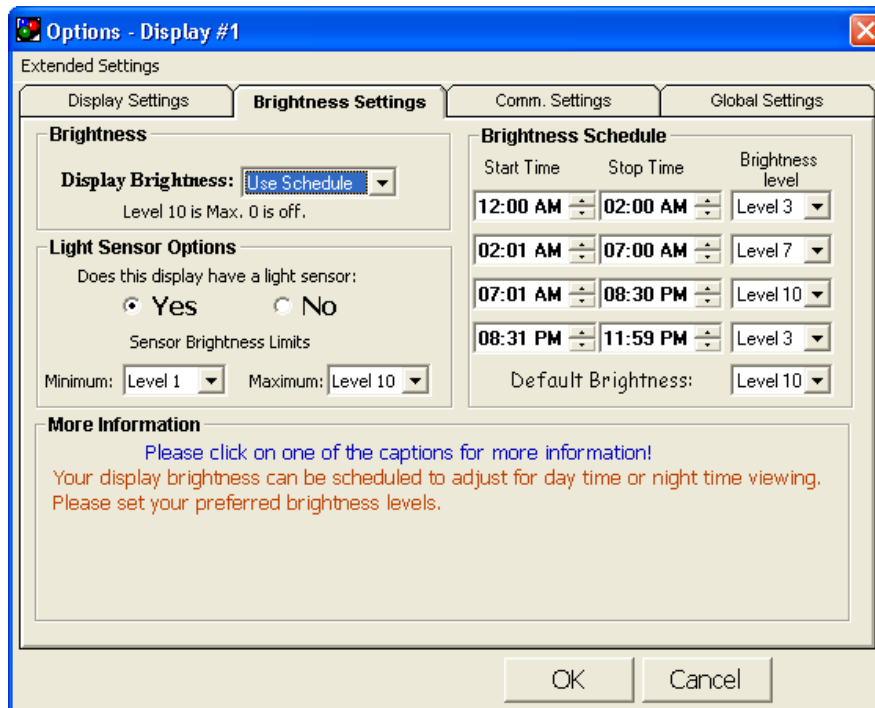 Options - Display #1
Extended Settings
Display Settings
Brightness Settings
Comm. Settings
Global Settings
Brightness
Display Brightness: Use Schedule
Level 10 is Max. 0 is off.
Light Sensor Options
Does this display have a light sensor:
Yes No
Sensor Brightness Limits
Minimum: Level 1 Maximum: Level 10
Brightness Schedule
Start Time Stop Time Brightness level
12:00 AM 02:00 AM Level 3
02:01 AM 07:00 AM Level 7
07:01 AM 08:30 PM Level 10
08:31 PM 11:59 PM Level 3
Default Brightness: Level 10
More Information
Please click on one of the captions for more information!
Your display brightness can be scheduled to adjust for day time or night time viewing.
Please set your preferred brightness levels.
OK Cancel